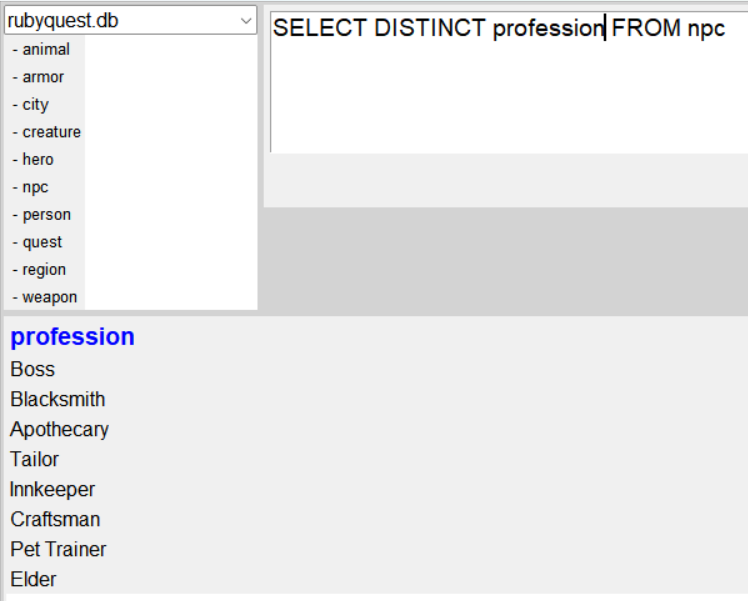 rubyquest.db
- animal
- armor
- city
- creature
- hero
- npc
- person
- quest
- region
- weapon
SELECT DISTINCT profession FROM npc
profession
Boss
Blacksmith
Apothecary
Tailor
Innkeeper
Craftsman
Pet Trainer
Elder